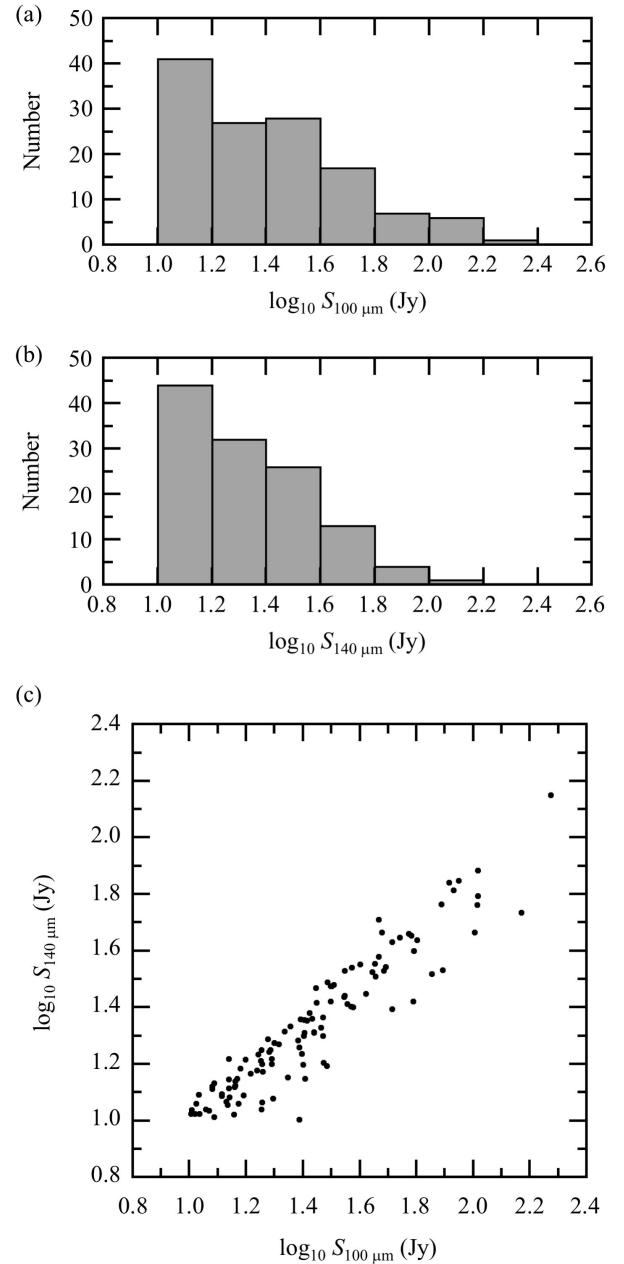 (a)
50
40
30
20
10
0
Number
0.8 1.0 1.2 1.4 1.6 1.8 2.0 2.2 2.4 2.6
log₁₀ S₁₀₀ μm (Jy)
(b)
50
40
30
20
10
0
Number
0.8 1.0 1.2 1.4 1.6 1.8 2.0 2.2 2.4 2.6
log₁₀ S₁₄₀ μm (Jy)
(c)
2.4
2.2
2.0
1.8
1.6
1.4
1.2
1.0
0.8
log₁₀ S₁₄₀ μm (Jy)
0.8 1.0 1.2 1.4 1.6 1.8 2.0 2.2 2.4
log₁₀ S₁₀₀ μm (Jy)